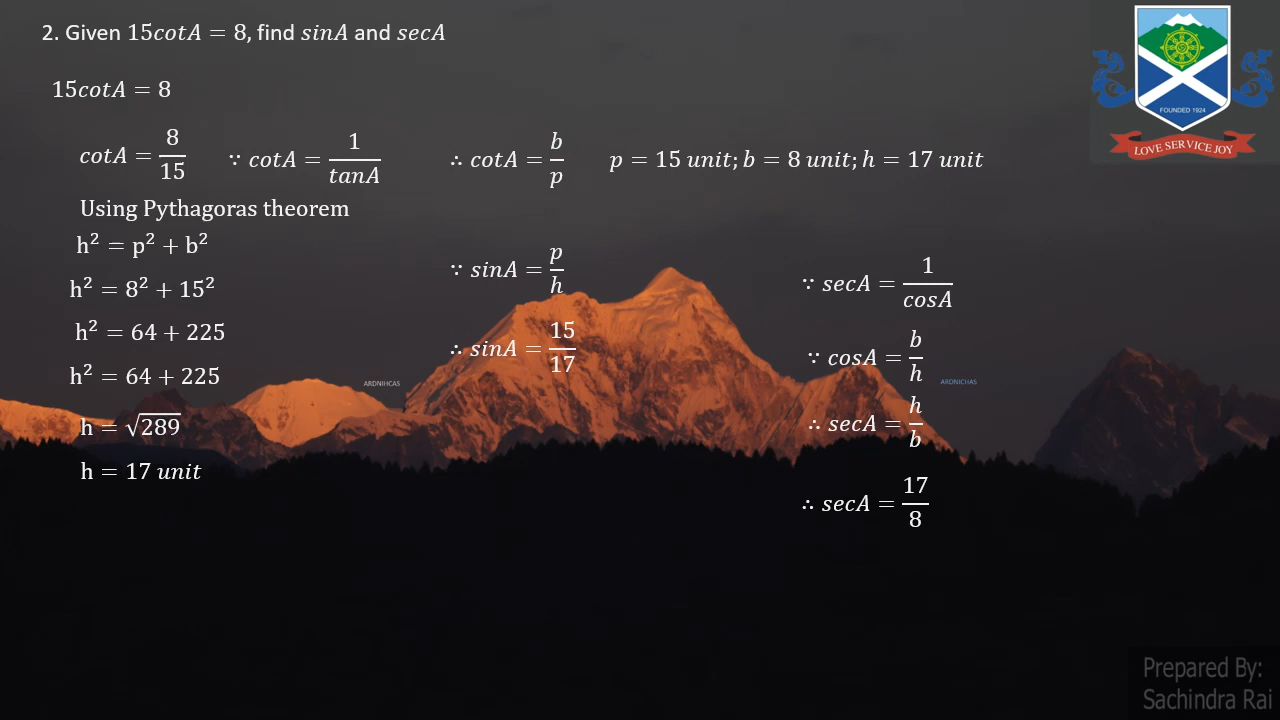 2. Given 15cotA = 8, find sinA and secA
15cotA = 8
cotA = 8/15 ∵ cotA = 1/tanA ∴ cotA = b/p p = 15 unit; b = 8 unit; h = 17 unit
Using Pythagoras theorem
h² = p² + b²
h² = 8² + 15²
h² = 64 + 225
h² = 64 + 225
h = √289
h = 17 unit
∵ sinA = p/h
∴ sinA = 15/17
∵ secA = 1/cosA
∵ cosA = b/h
∴ secA = h/b
∴ secA = 17/8
ARDNIHCAS
ARDNICHAS
FOUNDED 1924
LOVE SERVICE JOY
Prepared By:
Sachindra Rai